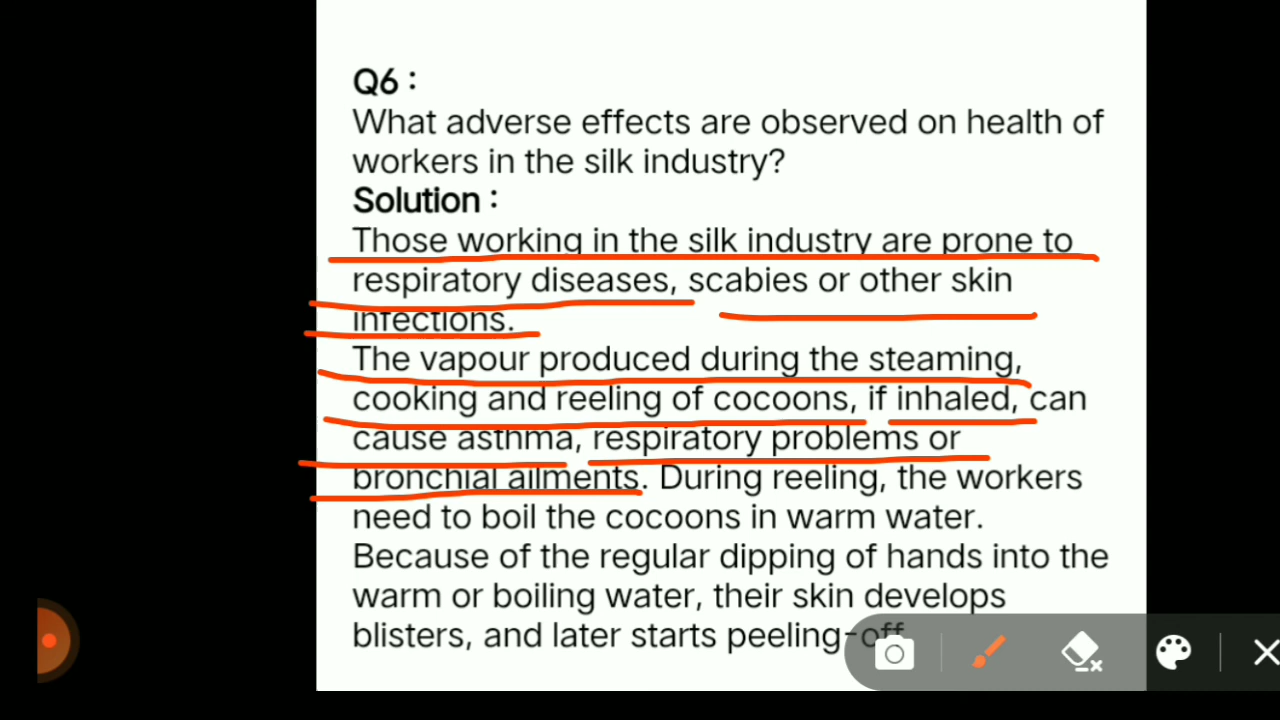 Q6 :
What adverse effects are observed on health of
workers in the silk industry?
Solution :
Those working in the silk industry are prone to
respiratory diseases, scabies or other skin
infections.
The vapour produced during the steaming,
cooking and reeling of cocoons, if inhaled, can
cause asthma, respiratory problems or
bronchial ailments. During reeling, the workers
need to boil the cocoons in warm water.
Because of the regular dipping of hands into the
warm or boiling water, their skin develops
blisters, and later starts peeling-off